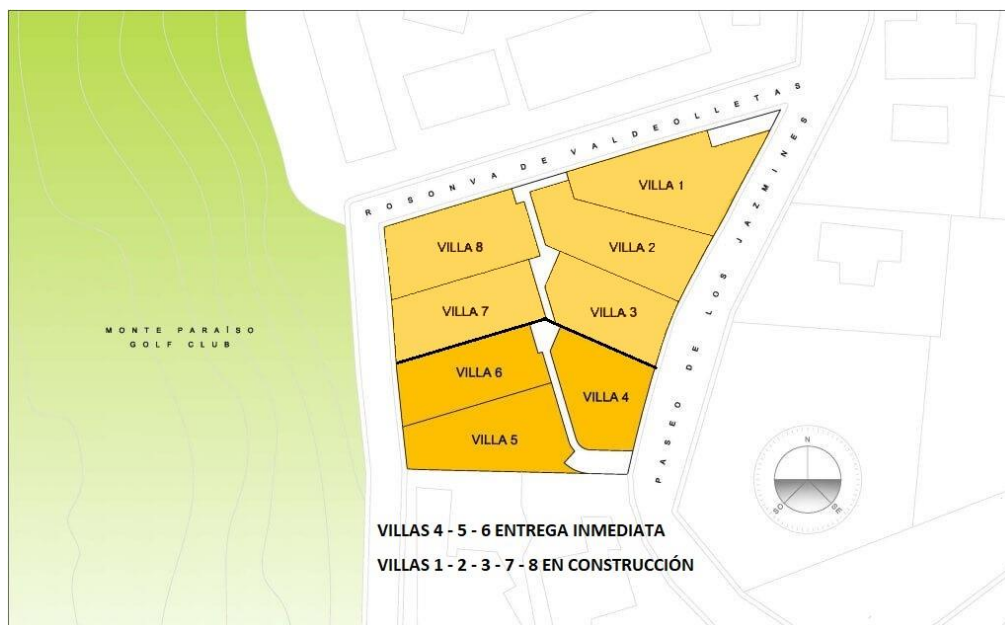 ROSONVA DE VALDEOLLETAS
VILLA 1
PASEO DE LOS JAZMINES
VILLA 8
VILLA 2
VILLA 7
VILLA 3
MONTE PARAÍSO
GOLF CLUB
VILLA 6
VILLA 4
VILLA 5
N
SO
SE
VILLAS 4 - 5 - 6 ENTREGA INMEDIATA
VILLAS 1 - 2 - 3 - 7 - 8 EN CONSTRUCCIÓN